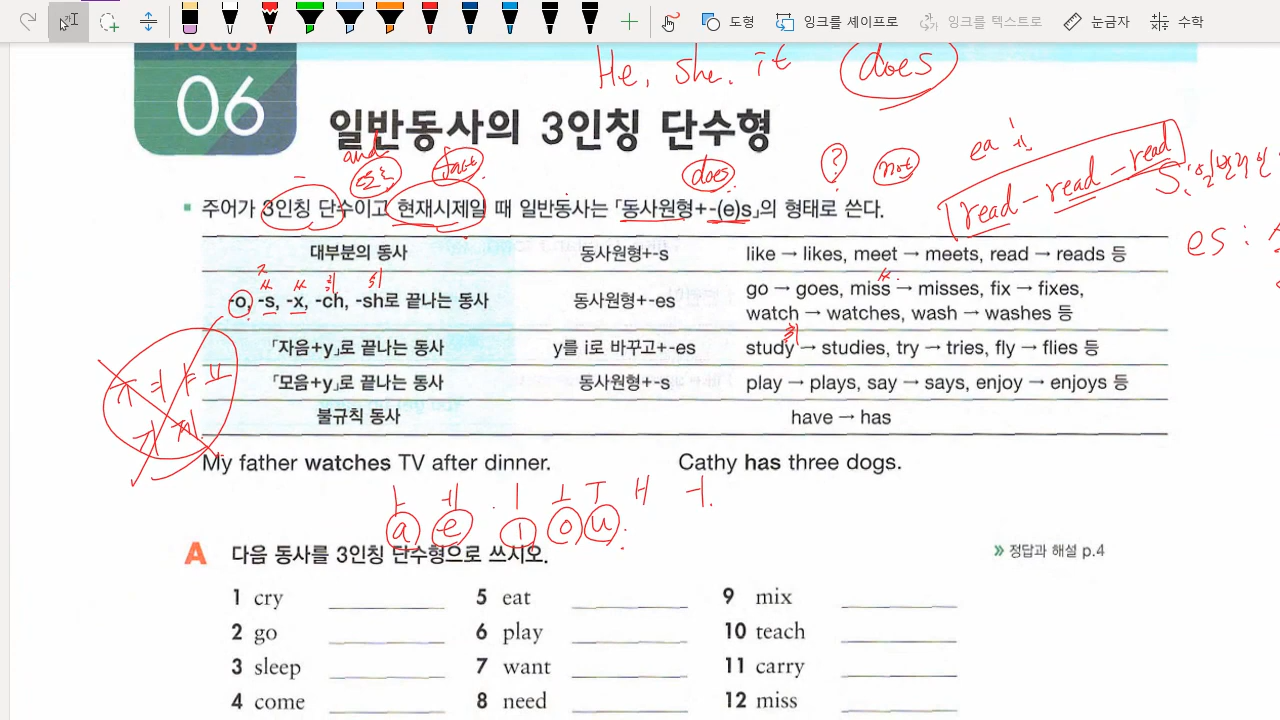 도형 잉크를 셰이프로 잉크를 텍스트로 눈금자 수학
FOCUS
He, she. it does
06
일반동사의 3인칭 단수형
and
fact does ? not
read - read - read
주어가 3인칭 단수이고 현재시제일 때 일반동사는 「동사원형+-(e)s」의 형태로 쓴다.
es :
대부분의 동사 동사원형+-s like → likes, meet → meets, read → reads 등
-o, -s, -x, -ch, -sh로 끝나는 동사 동사원형+-es go → goes, miss → misses, fix → fixes,
watch → watches, wash → washes 등
「자음+y」로 끝나는 동사 y를 i로 바꾸고+-es study → studies, try → tries, fly → flies 등
「모음+y」로 끝나는 동사 동사원형+-s play → plays, say → says, enjoy → enjoys 등
불규칙 동사 have → has
My father watches TV after dinner. Cathy has three dogs.
ㅏ ㅔ ㅣ ㅗ ㅜ ㅐ ㅓ
a e i o u
A 다음 동사를 3인칭 단수형으로 쓰시오. » 정답과 해설 p.4
1 cry 5 eat 9 mix
2 go 6 play 10 teach
3 sleep 7 want 11 carry
4 come 8 need 12 miss